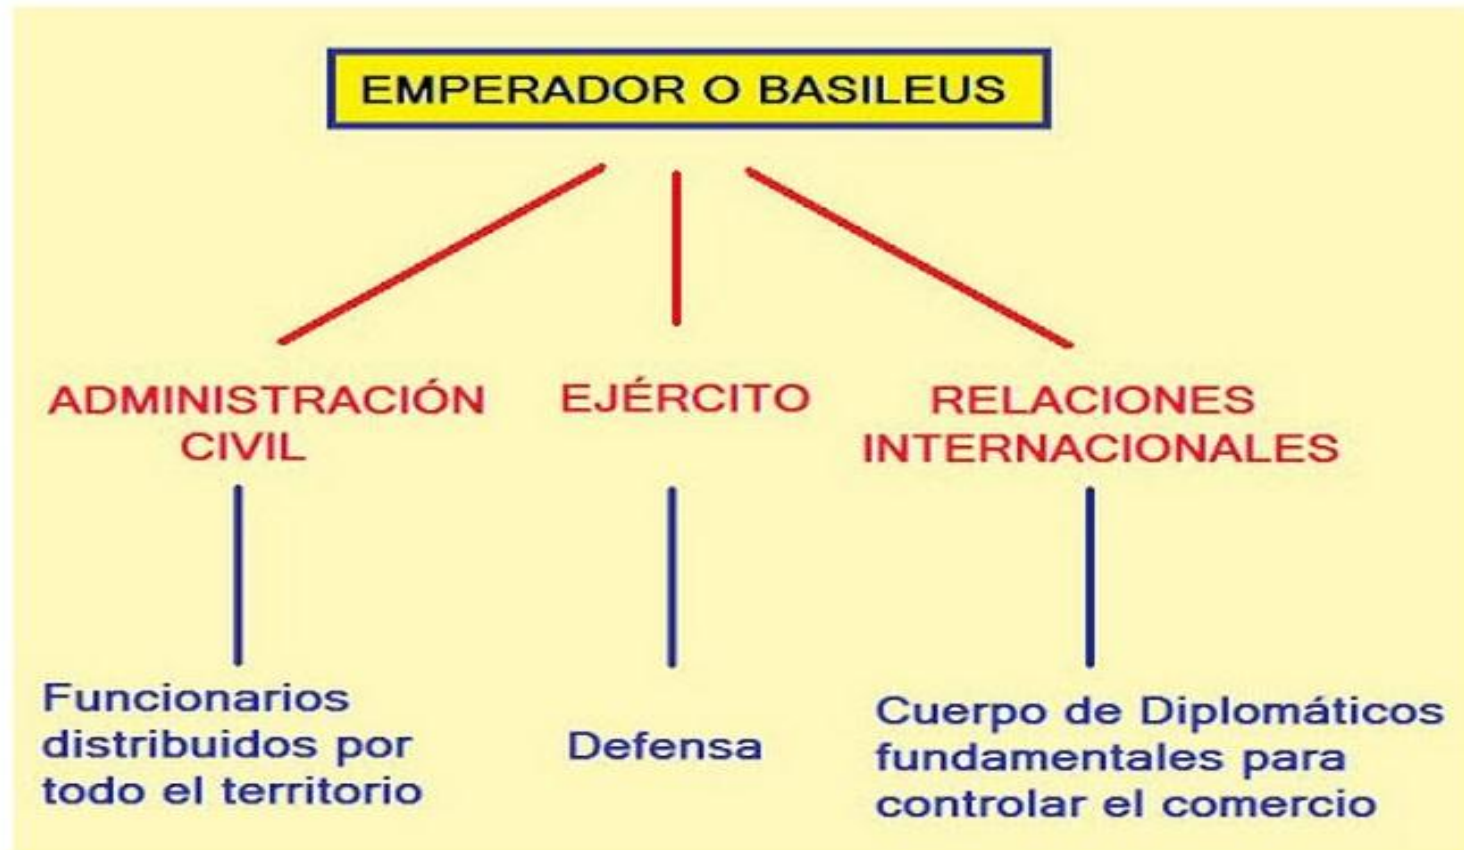 EMPERADOR O BASILEUS
ADMINISTRACIÓN
CIVIL
EJÉRCITO
RELACIONES
INTERNACIONALES
Funcionarios
distribuidos por
todo el territorio
Defensa
Cuerpo de Diplomáticos
fundamentales para
controlar el comercio